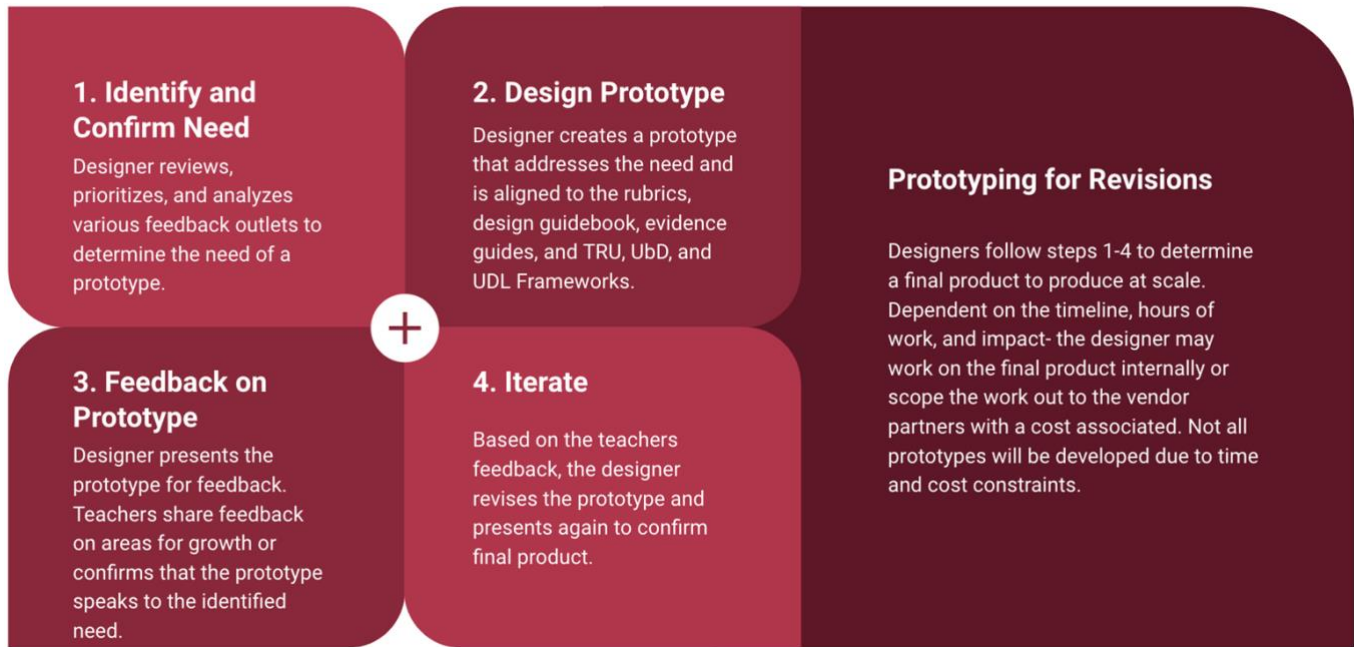 1. Identify and
Confirm Need
Designer reviews,
prioritizes, and analyzes
various feedback outlets to
determine the need of a
prototype.
2. Design Prototype
Designer creates a prototype
that addresses the need and
is aligned to the rubrics,
design guidebook, evidence
guides, and TRU, UbD, and
UDL Frameworks.
3. Feedback on
Prototype
Designer presents the
prototype for feedback.
Teachers share feedback
on areas for growth or
confirms that the prototype
speaks to the identified
need.
4. Iterate
Based on the teachers
feedback, the designer
revises the prototype and
presents again to confirm
final product.
Prototyping for Revisions
Designers follow steps 1-4 to determine
a final product to produce at scale.
Dependent on the timeline, hours of
work, and impact- the designer may
work on the final product internally or
scope the work out to the vendor
partners with a cost associated. Not all
prototypes will be developed due to time
and cost constraints.